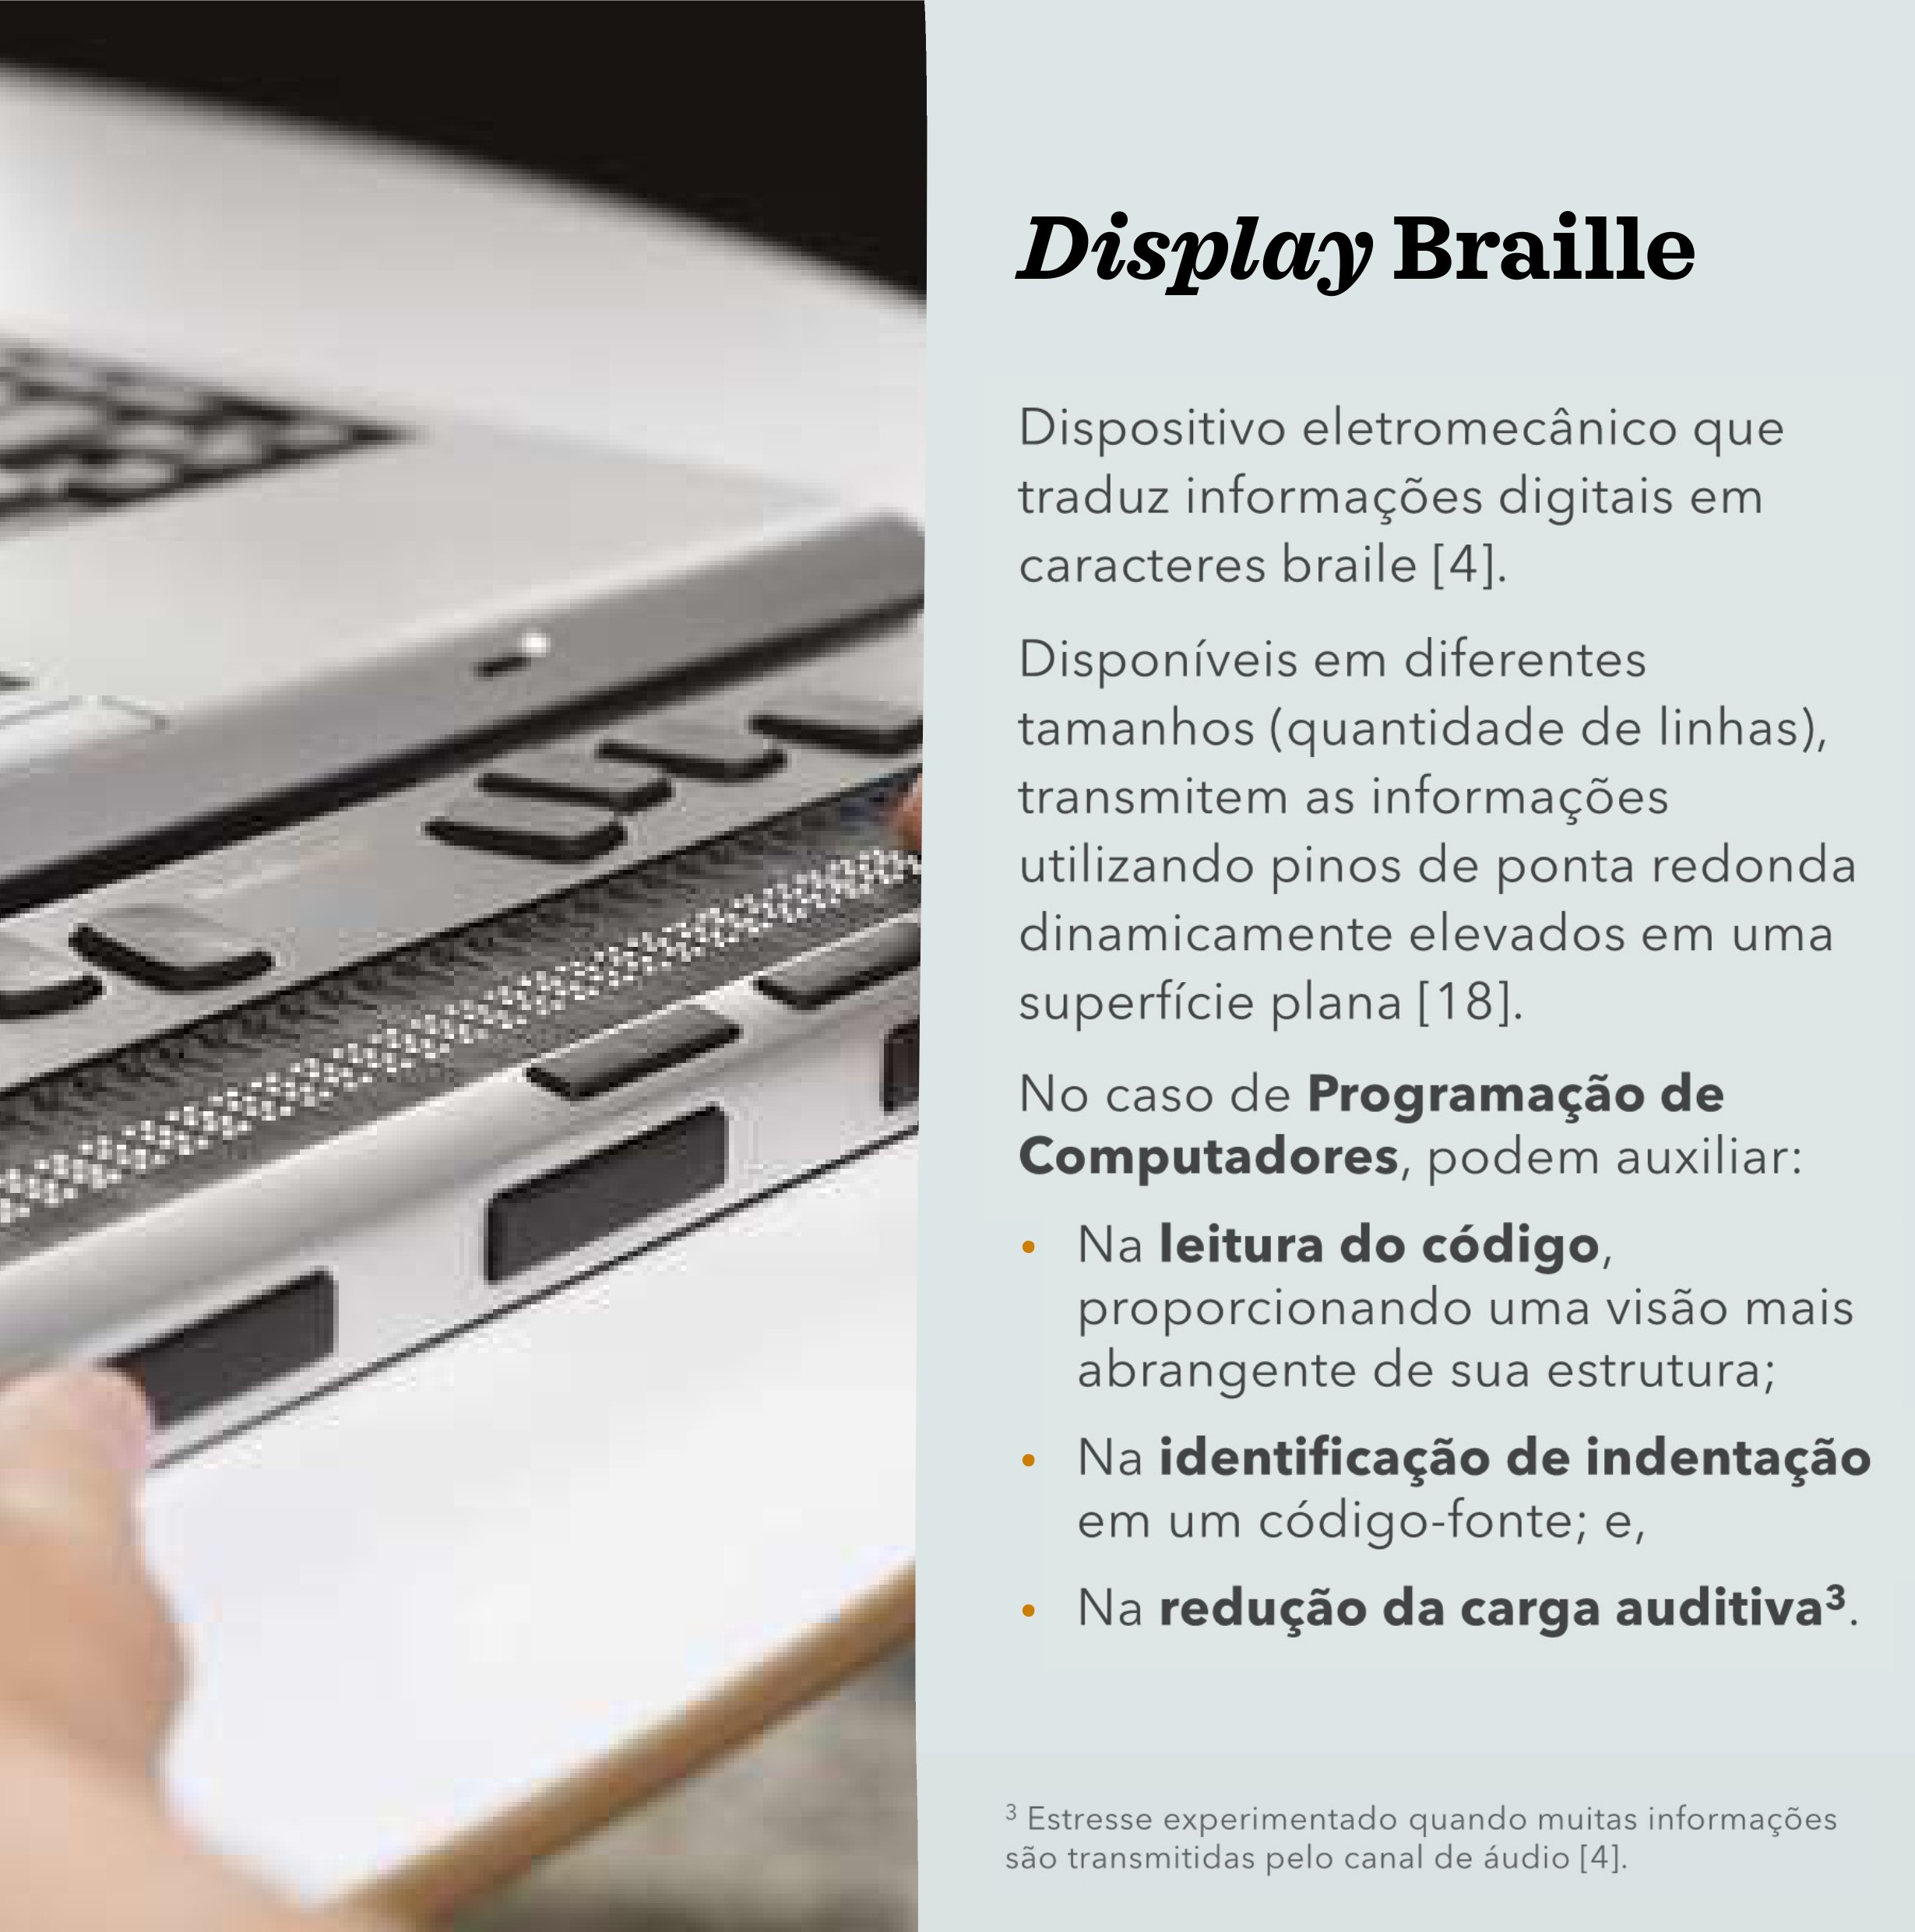 Display Braille
Dispositivo eletromecânico que
traduz informações digitais em
caracteres braile [4].
Disponíveis em diferentes
tamanhos (quantidade de linhas),
transmitem as informações
utilizando pinos de ponta redonda
dinamicamente elevados em uma
superfície plana [18].
No caso de Programação de
Computadores, podem auxiliar:
• Na leitura do código,
proporcionando uma visão mais
abrangente de sua estrutura;
• Na identificação de indentação
em um código-fonte; e,
• Na redução da carga auditiva³.
³ Estresse experimentado quando muitas informações
são transmitidas pelo canal de áudio [4].